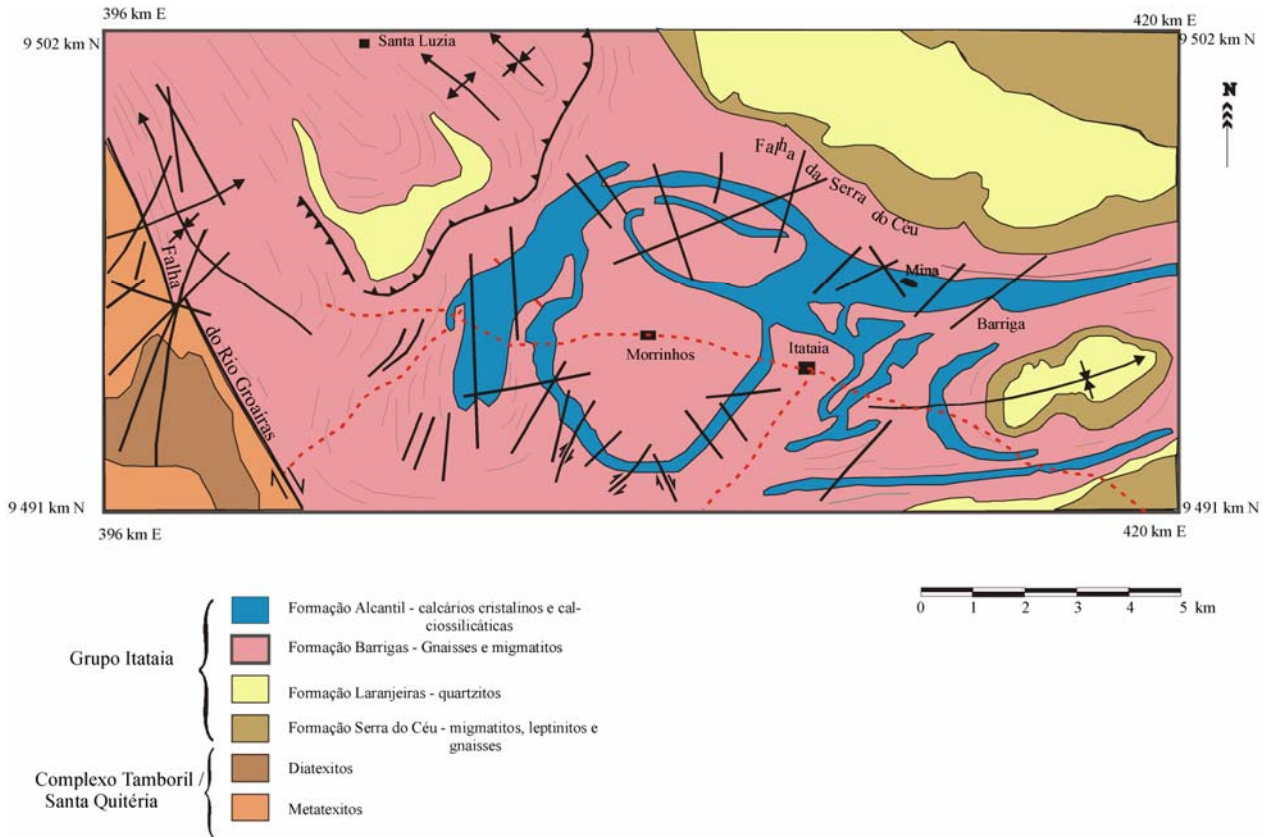 396 km E
420 km E
9 502 km N
9 502 km N
Santa Luzia
N
Falha da Serra do Céu
Falha do Rio Groaíras
Mina
Barriga
Morrinhos
Itataia
9 491 km N
9 491 km N
396 km E
420 km E
0 1 2 3 4 5 km
Grupo Itataia
Formação Alcantil - calcários cristalinos e cal-
ciossilicáticas
Formação Barrigas - Gnaisses e migmatitos
Formação Laranjeiras - quartzitos
Formação Serra do Céu - migmatitos, leptinitos e
gnaisses
Complexo Tamboril /
Santa Quitéria
Diatexitos
Metatexitos